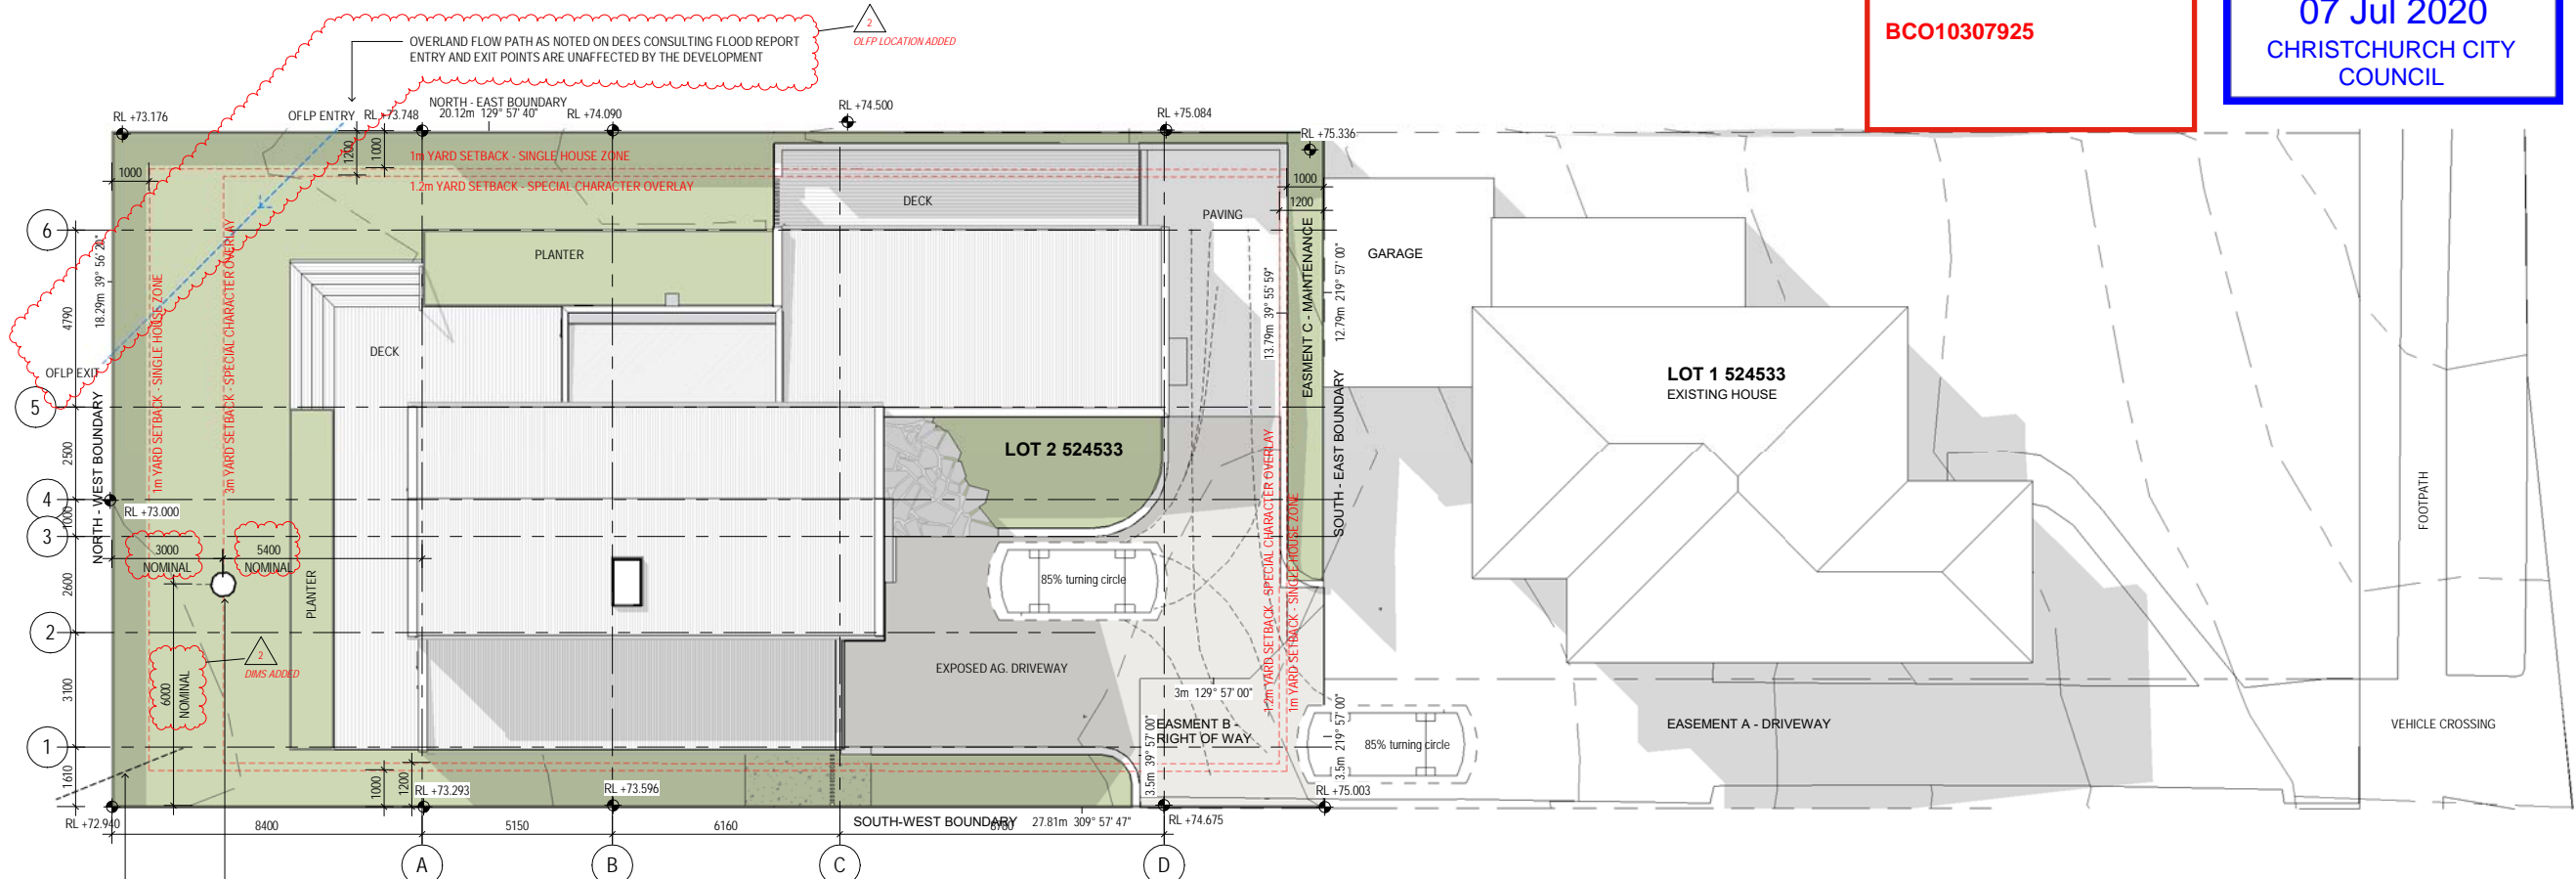 BCO10307925
07 Jul 2020
CHRISTCHURCH CITY
COUNCIL
2
OLFP LOCATION ADDED
OVERLAND FLOW PATH AS NOTED ON DEES CONSULTING FLOOD REPORT
ENTRY AND EXIT POINTS ARE UNAFFECTED BY THE DEVELOPMENT
NORTH - EAST BOUNDARY
20.12m 129° 57' 40"
RL +73.176
OFLP ENTRY
RL +73.748
RL +74.090
RL +74.500
RL +75.084
RL +75.336
1200
1000
1m YARD SETBACK - SINGLE HOUSE ZONE
1.2m YARD SETBACK - SPECIAL CHARACTER OVERLAY
1000
1000
1200
DECK
PAVING
6
PLANTER
GARAGE
18.29m 39° 56' 20"
4790
1m YARD SETBACK - SINGLE HOUSE ZONE
3m YARD SETBACK - SPECIAL CHARACTER OVERLAY
13.79m 39° 55' 59"
EASMENT C - MAINTENANCE
12.79m 219° 57' 00"
DECK
OFLP EXIT
LOT 1 524533
EXISTING HOUSE
5
2500
NORTH - WEST BOUNDARY
LOT 2 524533
SOUTH - EAST BOUNDARY
4
RL +73.000
1000
3
3000
NOMINAL
5400
NOMINAL
FOOTPATH
2600
PLANTER
85% turning circle
2
1.2m YARD SETBACK - SPECIAL CHARACTER OVERLAY
1m YARD SETBACK - SINGLE HOUSE ZONE
2
DIMS ADDED
6000
NOMINAL
3100
EXPOSED AG. DRIVEWAY
3m 129° 57' 00"
EASMENT B -
RIGHT OF WAY
3.5m 39° 57' 00"
3.5m 219° 57' 00"
85% turning circle
EASEMENT A - DRIVEWAY
VEHICLE CROSSING
1
1610
1000
1200
RL +73.293
RL +73.596
RL +75.003
RL +72.940
8400
5150
6160
SOUTH-WEST BOUNDARY
27.81m 309° 57' 47"
RL +74.675
A
B
C
D